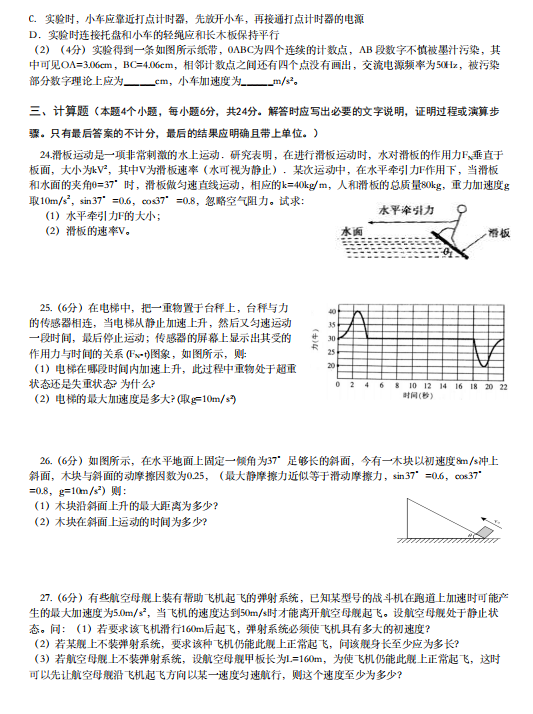 C. 实验时，小车应靠近打点计时器，先放开小车，再接通打点计时器的电源
D．实验时连接托盘和小车的轻绳应和长木板保持平行
（2）（4分）实验得到一条如图所示纸带，0ABC为四个连续的计数点，AB段数字不慎被墨汁污染，其
中可见OA=3.06cm，BC=4.06cm，相邻计数点之间还有四个点没有画出，交流电源频率为50Hz，被污染
部分数字理论上应为______cm，小车加速度为______m/s²。
三、计算题（本题4个小题，每小题6分，共24分。解答时应写出必要的文字说明，证明过程或演算步
骤。只有最后答案的不计分，最后的结果应明确且带上单位。）
24.滑板运动是一项非常刺激的水上运动．研究表明，在进行滑板运动时，水对滑板的作用力FN垂直于
板面，大小为kV²，其中V为滑板速率（水可视为静止）．某次运动中，在水平牵引力F作用下，当滑板
和水面的夹角θ=37°时，滑板做匀速直线运动，相应的k=40kg/m，人和滑板的总质量80kg，重力加速度g
取10m/s²，sin37°=0.6，cos37°=0.8，忽略空气阻力。试求：
（1）水平牵引力F的大小；
（2）滑板的速率V。
水平牵引力
水面
滑板
θ
25.（6分）在电梯中，把一重物置于台秤上，台秤与力
的传感器相连，当电梯从静止加速上升，然后又匀速运动
一段时间，最后停止运动；传感器的屏幕上显示出其受的
作用力与时间的关系 (FN-t)图象，如图所示，则:
（1）电梯在哪段时间内加速上升，此过程中重物处于超重
状态还是失重状态? 为什么?
（2）电梯的最大加速度是多大? (取g=10m/s²)
力(牛)
40
35
30
25
20
0 2 4 6 8 10 12 14 16 18 20 22
时间(秒)
26.（6分）如图所示，在水平地面上固定一倾角为37°足够长的斜面，今有一木块以初速度8m/s冲上
斜面，木块与斜面的动摩擦因数为0.25，（最大静摩擦力近似等于滑动摩擦力，sin37°=0.6，cos37°
=0.8，g=10m/s²）则：
（1）木块沿斜面上升的最大距离为多少?
（2）木块在斜面上运动的时间为多少?
27.（6分）有些航空母舰上装有帮助飞机起飞的弹射系统，已知某型号的战斗机在跑道上加速时可能产
生的最大加速度为5.0m/s²，当飞机的速度达到50m/s时才能离开航空母舰起飞。设航空母舰处于静止状
态。问：（1）若要求该飞机滑行160m后起飞，弹射系统必须使飞机具有多大的初速度?
（2）若某舰上不装弹射系统，要求该种飞机仍能此舰上正常起飞，问该舰身长至少应为多长?
（3）若航空母舰上不装弹射系统，设航空母舰甲板长为L=160m，为使飞机仍能此舰上正常起飞，这时
可以先让航空母舰沿飞机起飞方向以某一速度匀速航行，则这个速度至少为多少?